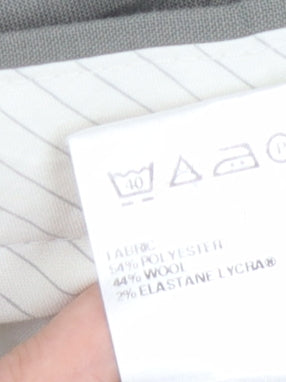 40 P
FABRIC
54% POLYESTER
44% WOOL
2% ELASTANE LYCRA®